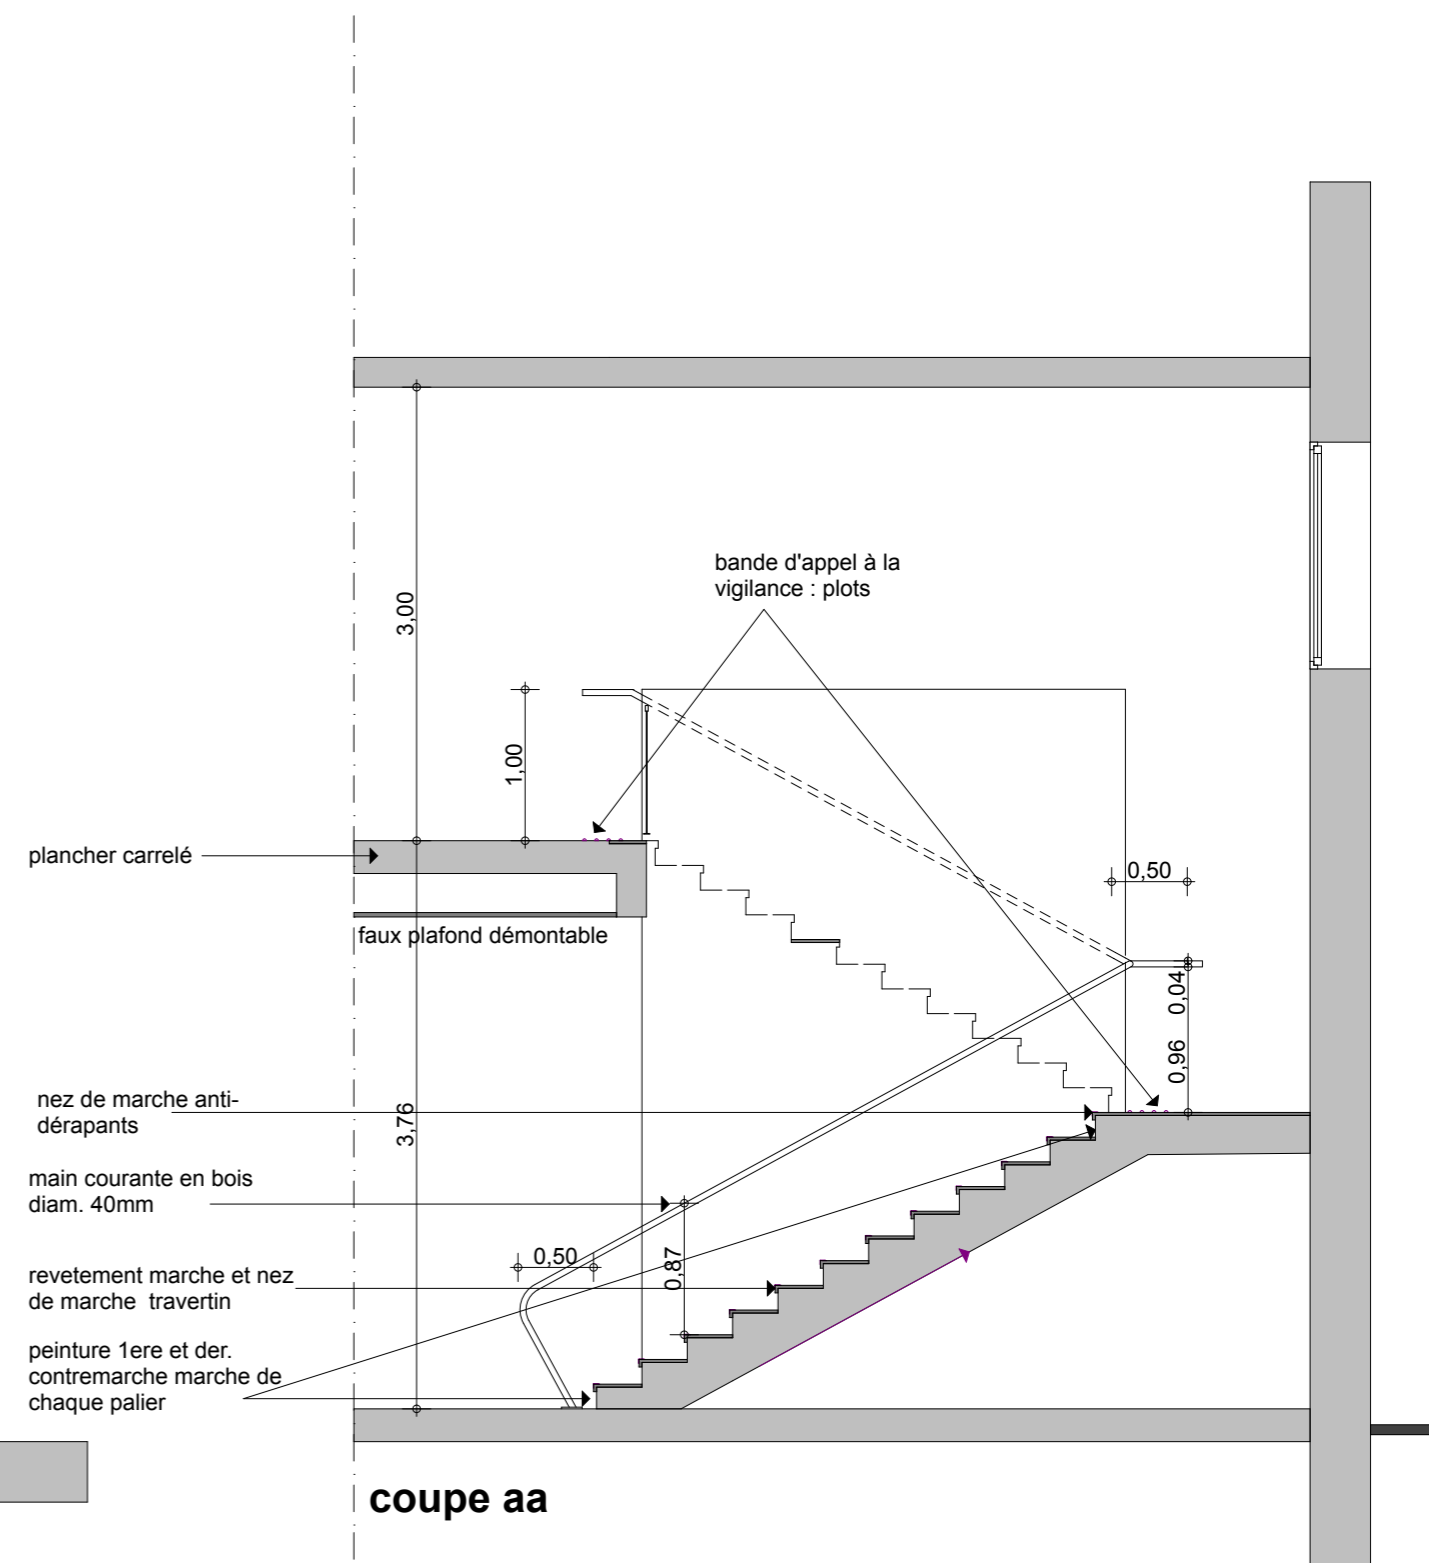 bande d'appel à la
vigilance : plots
3,00
1,00
plancher carrelé
0,50
faux plafond démontable
0,04
0,96
nez de marche anti-
dérapants
3,76
main courante en bois
diam. 40mm
0,50
0,87
revetement marche et nez
de marche travertin
peinture 1ere et der.
contremarche marche de
chaque palier
coupe aa